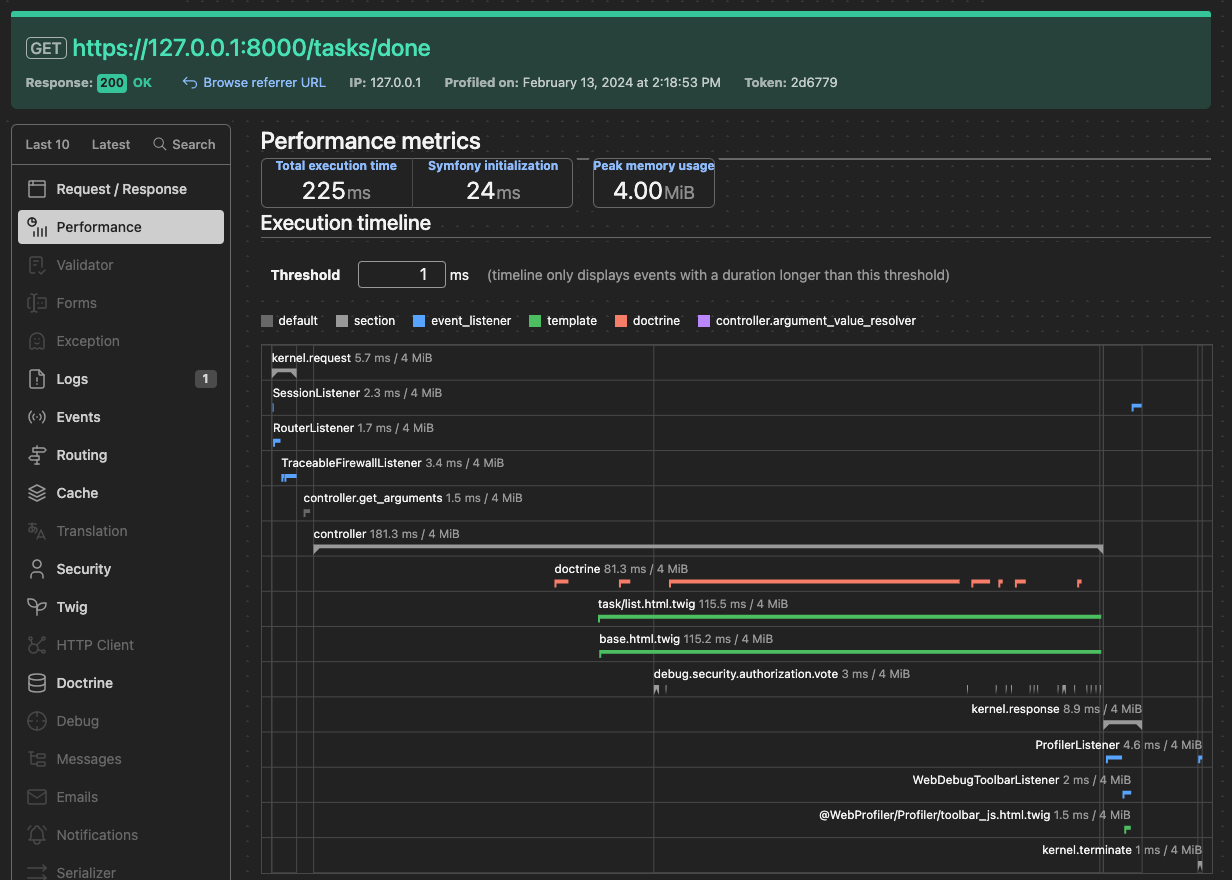 GET https://127.0.0.1:8000/tasks/done
Response: 200 OK Browse referrer URL IP: 127.0.0.1 Profiled on: February 13, 2024 at 2:18:53 PM Token: 2d6779
Last 10 Latest Search
Request / Response
Performance
Validator
Forms
Exception
Logs 1
Events
Routing
Cache
Translation
Security
Twig
HTTP Client
Doctrine
Debug
Messages
Emails
Notifications
Serializer
Performance metrics
Total execution time Symfony initialization Peak memory usage
225 ms 24 ms 4.00 MiB
Execution timeline
Threshold 1 ms (timeline only displays events with a duration longer than this threshold)
default section event_listener template doctrine controller.argument_value_resolver
kernel.request 5.7 ms / 4 MiB
SessionListener 2.3 ms / 4 MiB
RouterListener 1.7 ms / 4 MiB
TraceableFirewallListener 3.4 ms / 4 MiB
controller.get_arguments 1.5 ms / 4 MiB
controller 181.3 ms / 4 MiB
doctrine 81.3 ms / 4 MiB
task/list.html.twig 115.5 ms / 4 MiB
base.html.twig 115.2 ms / 4 MiB
debug.security.authorization.vote 3 ms / 4 MiB
kernel.response 8.9 ms / 4 MiB
ProfilerListener 4.6 ms / 4 MiB
WebDebugToolbarListener 2 ms / 4 MiB
@WebProfiler/Profiler/toolbar_js.html.twig 1.5 ms / 4 MiB
kernel.terminate 1 ms / 4 MiB